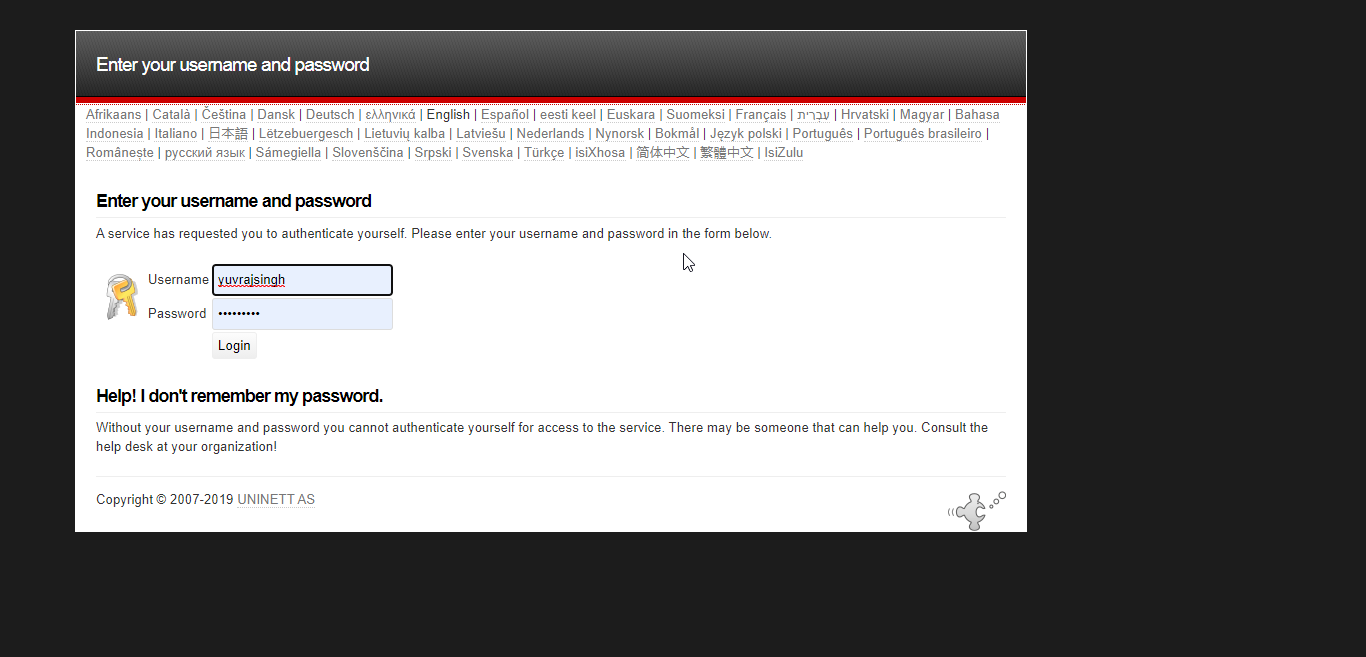 Enter your username and password
Afrikaans | Català | Čeština | Dansk | Deutsch | ελληνικά | English | Español | eesti keel | Euskara | Suomeksi | Français | עִבְרִית | Hrvatski | Magyar | Bahasa
Indonesia | Italiano | 日本語 | Lëtzebuergesch | Lietuvių kalba | Latviešu | Nederlands | Nynorsk | Bokmål | Język polski | Português | Português brasileiro |
Românește | русский язык | Sámegiella | Slovenščina | Srpski | Svenska | Türkçe | isiXhosa | 简体中文 | 繁體中文 | IsiZulu
Enter your username and password
A service has requested you to authenticate yourself. Please enter your username and password in the form below.
Username yuvrajsingh
Password •••••••••
Login
Help! I don't remember my password.
Without your username and password you cannot authenticate yourself for access to the service. There may be someone that can help you. Consult the
help desk at your organization!
Copyright © 2007-2019 UNINETT AS